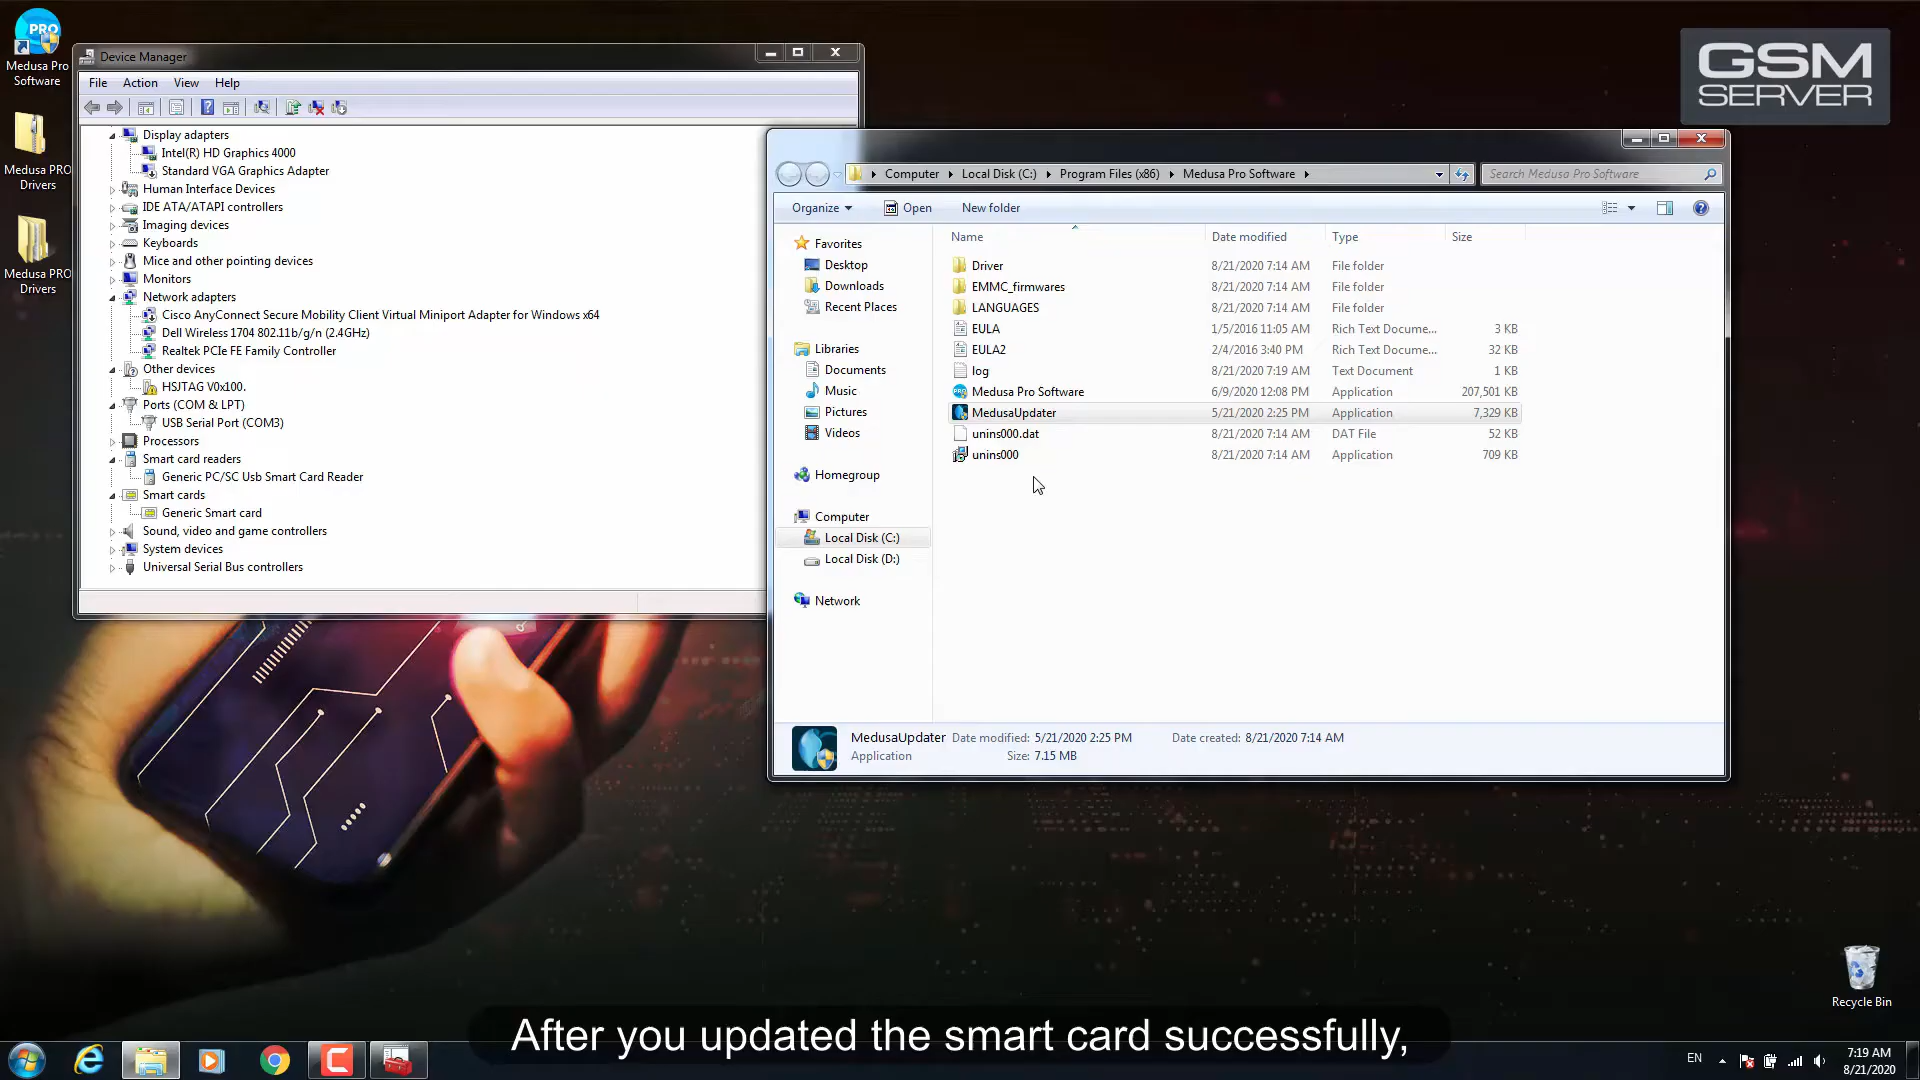 PRO
Medusa Pro
Software
Medusa PRO
Drivers
Medusa PRO
Drivers
Device Manager
File Action View Help
Display adapters
Intel(R) HD Graphics 4000
Standard VGA Graphics Adapter
Human Interface Devices
IDE ATA/ATAPI controllers
Imaging devices
Keyboards
Mice and other pointing devices
Monitors
Network adapters
Cisco AnyConnect Secure Mobility Client Virtual Miniport Adapter for Windows x64
Dell Wireless 1704 802.11b/g/n (2.4GHz)
Realtek PCIe FE Family Controller
Other devices
HSJTAG V0x100.
Ports (COM & LPT)
USB Serial Port (COM3)
Processors
Smart card readers
Generic PC/SC Usb Smart Card Reader
Smart cards
Generic Smart card
Sound, video and game controllers
System devices
Universal Serial Bus controllers
GSM
SERVER
Computer Local Disk (C:) Program Files (x86) Medusa Pro Software
Search Medusa Pro Software
Organize Open New folder
Favorites
Desktop
Downloads
Recent Places
Libraries
Documents
Music
Pictures
Videos
Homegroup
Computer
Local Disk (C:)
Local Disk (D:)
Network
Name Date modified Type Size
Driver 8/21/2020 7:14 AM File folder
EMMC_firmwares 8/21/2020 7:14 AM File folder
LANGUAGES 8/21/2020 7:14 AM File folder
EULA 1/5/2016 11:05 AM Rich Text Docume... 3 KB
EULA2 2/4/2016 3:40 PM Rich Text Docume... 32 KB
log 8/21/2020 7:19 AM Text Document 1 KB
Medusa Pro Software 6/9/2020 12:08 PM Application 207,501 KB
MedusaUpdater 5/21/2020 2:25 PM Application 7,329 KB
unins000.dat 8/21/2020 7:14 AM DAT File 52 KB
unins000 8/21/2020 7:14 AM Application 709 KB
MedusaUpdater Date modified: 5/21/2020 2:25 PM Date created: 8/21/2020 7:14 AM
Application Size: 7.15 MB
Recycle Bin
After you updated the smart card successfully,
EN
7:19 AM
8/21/2020